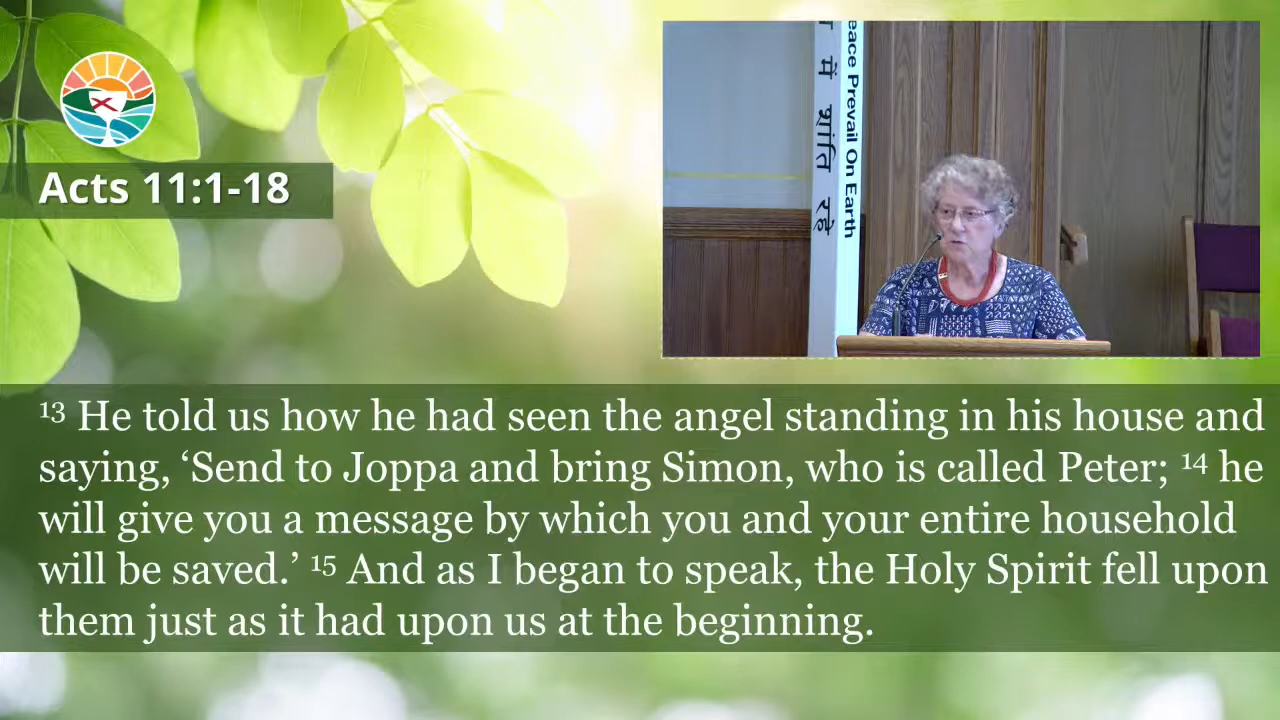 Acts 11:1-18
eace Prevail On Earth
में शांति रहे
¹³ He told us how he had seen the angel standing in his house and
saying, ‘Send to Joppa and bring Simon, who is called Peter; ¹⁴ he
will give you a message by which you and your entire household
will be saved.’ ¹⁵ And as I began to speak, the Holy Spirit fell upon
them just as it had upon us at the beginning.